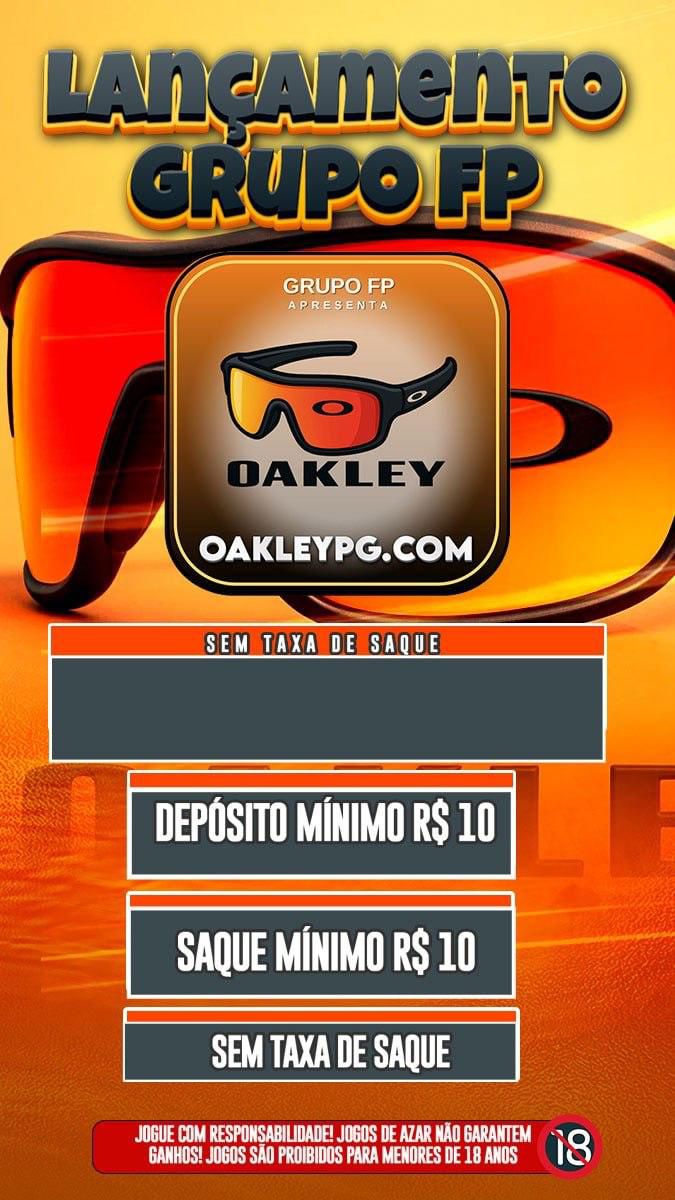 LANÇAMENTO
GRUPO FP
GRUPO FP
APRESENTA
OAKLEY
OAKLEYPG.COM
SEM TAXA DE SAQUE
DEPÓSITO MÍNIMO R$ 10
SAQUE MÍNIMO R$ 10
SEM TAXA DE SAQUE
JOGUE COM RESPONSABILIDADE! JOGOS DE AZAR NÃO GARANTEM
GANHOS! JOGOS SÃO PROIBIDOS PARA MENORES DE 18 ANOS
18